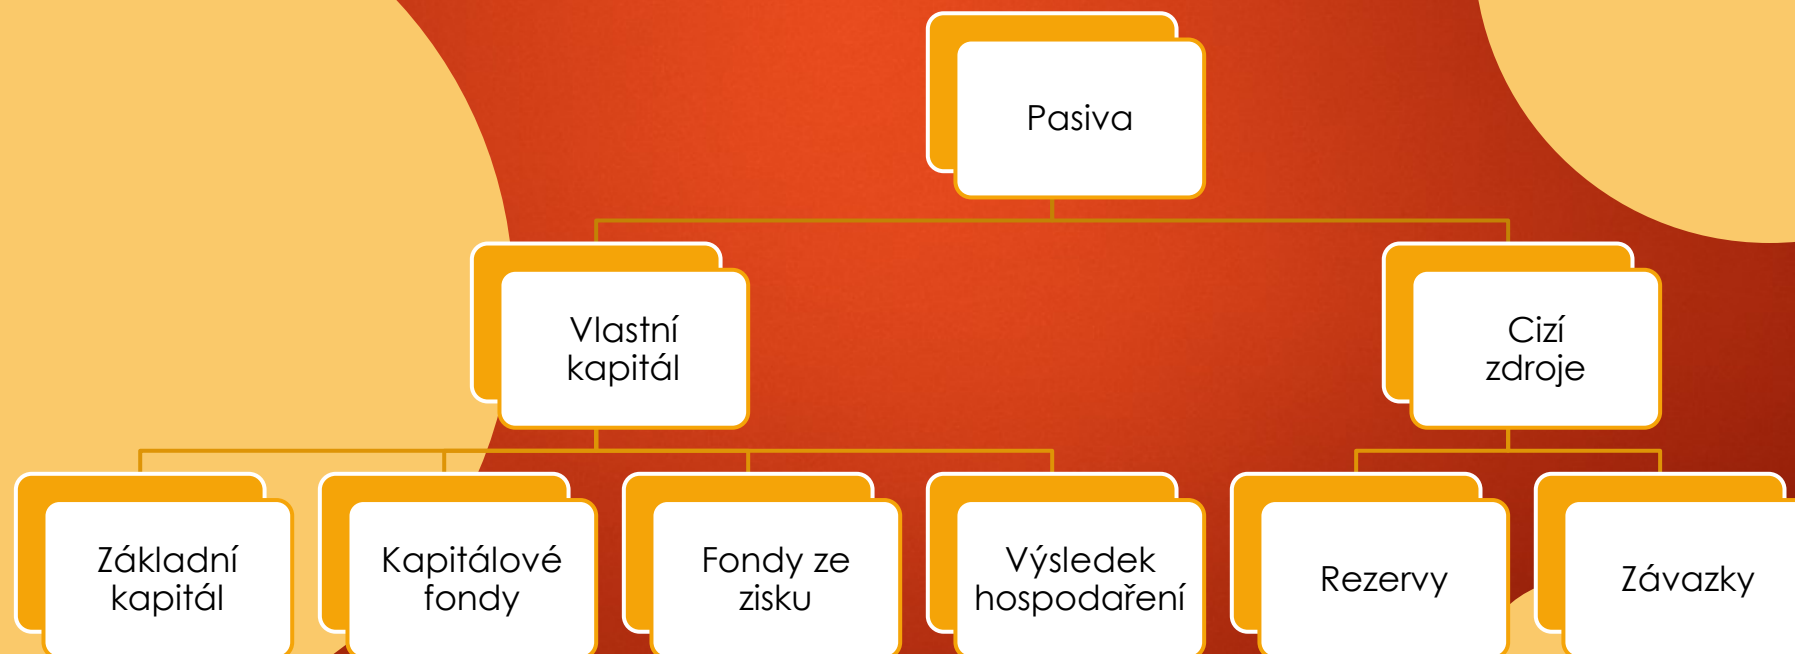 Pasiva
Vlastní
kapitál
Cizí
zdroje
Základní
kapitál
Kapitálové
fondy
Fondy ze
zisku
Výsledek
hospodaření
Rezervy
Závazky